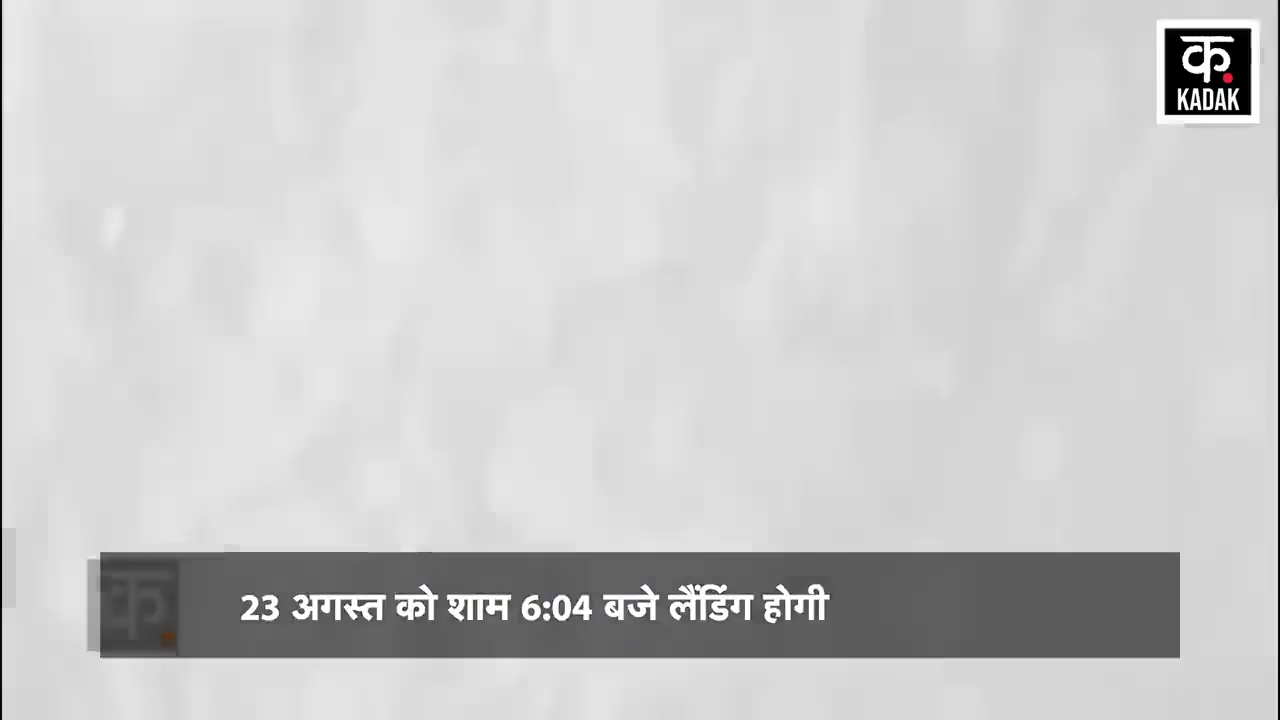 क
KADAK
क
23 अगस्त को शाम 6:04 बजे लैंडिंग होगी